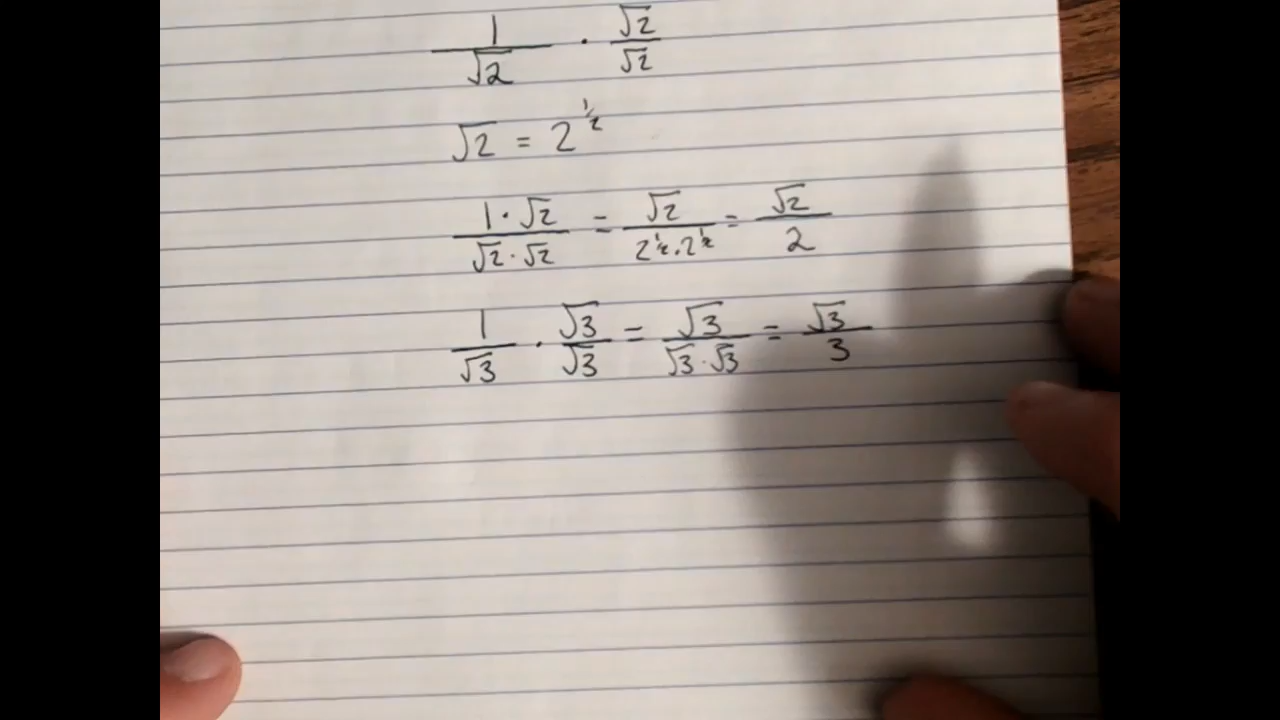 1/√2 · √2/√2
√2 = 2^1/2
1·√2/√2·√2 = √2/2^1/2·2^1/2 = √2/2
1/√3 · √3/√3 = √3/√3·√3 = √3/3